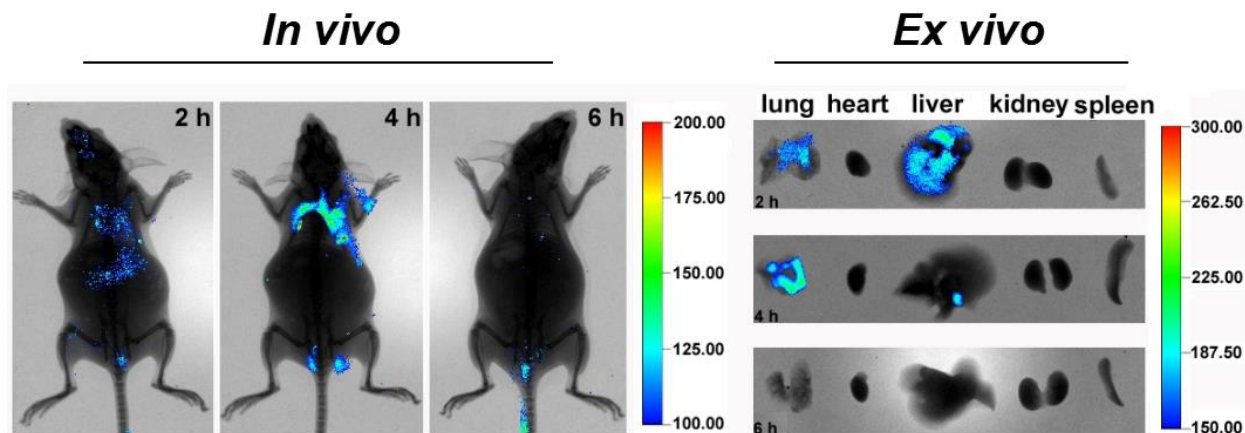 In vivo
Ex vivo
2 h
4 h
6 h
200.00
175.00
150.00
125.00
100.00
lung heart liver kidney spleen
2 h
4 h
6 h
300.00
262.50
225.00
187.50
150.00